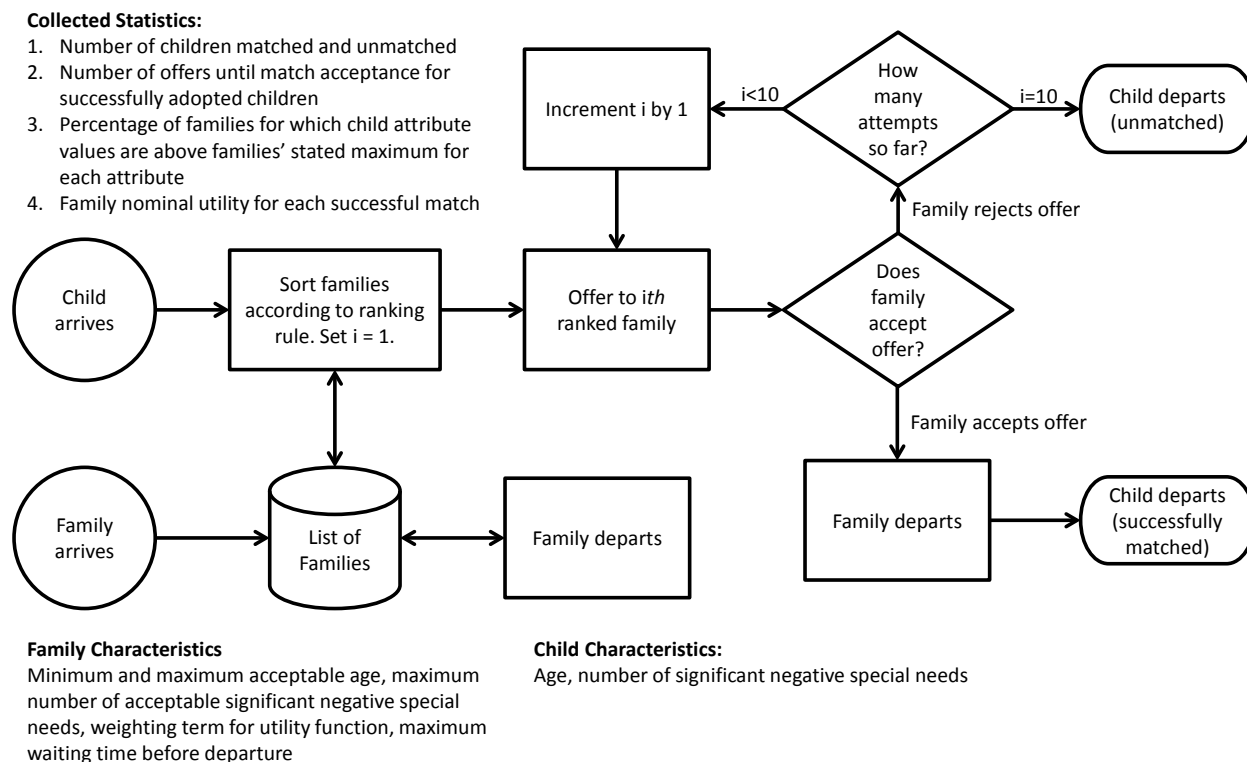 Collected Statistics:
1. Number of children matched and unmatched
2. Number of offers until match acceptance for
successfully adopted children
3. Percentage of families for which child attribute
values are above families’ stated maximum for
each attribute
4. Family nominal utility for each successful match
Increment i by 1
i<10
How
many
attempts
so far?
i=10
Child departs
(unmatched)
Family rejects offer
Child
arrives
Sort families
according to ranking
rule. Set i = 1.
Offer to ith
ranked family
Does
family
accept
offer?
Family accepts offer
Family
arrives
List of
Families
Family departs
Family departs
Child departs
(successfully
matched)
Family Characteristics
Minimum and maximum acceptable age, maximum
number of acceptable significant negative special
needs, weighting term for utility function, maximum
waiting time before departure
Child Characteristics:
Age, number of significant negative special needs